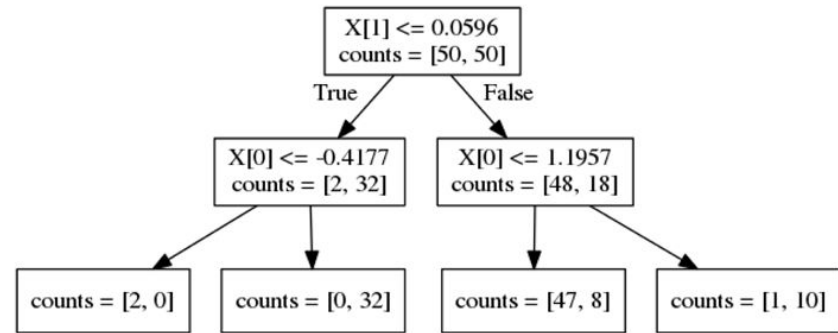 X[1] <= 0.0596
counts = [50, 50]
True
False
X[0] <= -0.4177
counts = [2, 32]
X[0] <= 1.1957
counts = [48, 18]
counts = [2, 0]
counts = [0, 32]
counts = [47, 8]
counts = [1, 10]